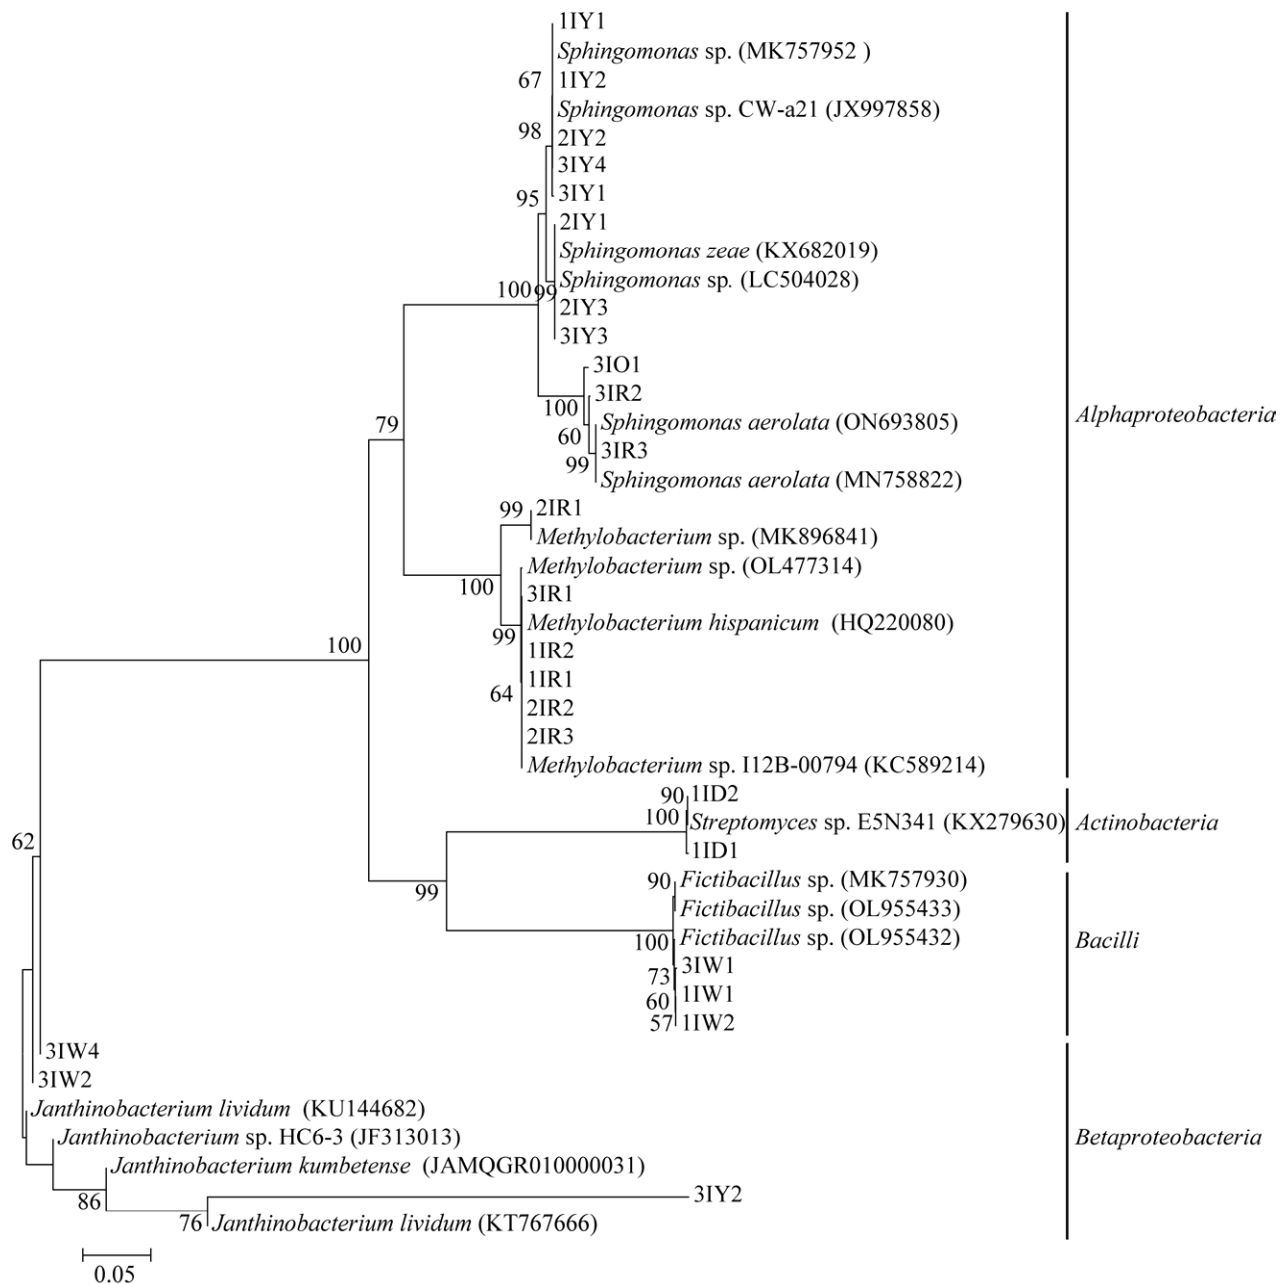 1IY1
Sphingomonas sp. (MK757952 )
67
1IY2
Sphingomonas sp. CW-a21 (JX997858)
98
2IY2
3IY4
3IY1
95
2IY1
Sphingomonas zeae (KX682019)
Sphingomonas sp. (LC504028)
100
99
2IY3
3IY3
3IO1
3IR2
100
Sphingomonas aerolata (ON693805)
60
3IR3
99
Sphingomonas aerolata (MN758822)
79
Alphaproteobacteria
99
2IR1
Methylobacterium sp. (MK896841)
Methylobacterium sp. (OL477314)
100
3IR1
Methylobacterium hispanicum (HQ220080)
99
1IR2
1IR1
64
2IR2
2IR3
Methylobacterium sp. I12B-00794 (KC589214)
100
90
1ID2
100
Streptomyces sp. E5N341 (KX279630)
Actinobacteria
1ID1
62
99
90
Fictibacillus sp. (MK757930)
Fictibacillus sp. (OL955433)
Fictibacillus sp. (OL955432)
100
Bacilli
3IW1
73
1IW1
60
57
1IW2
3IW4
3IW2
Janthinobacterium lividum (KU144682)
Janthinobacterium sp. HC6-3 (JF313013)
Betaproteobacteria
Janthinobacterium kumbetense (JAMQGR010000031)
86
3IY2
76
Janthinobacterium lividum (KT767666)
0.05